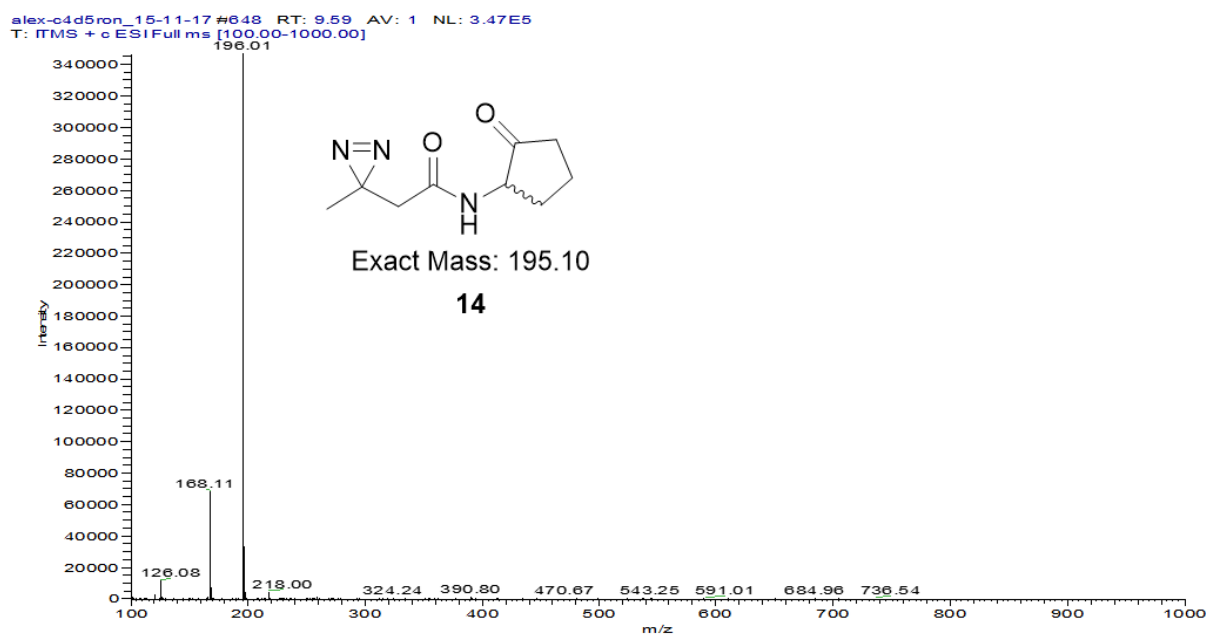 alex-c4d5ron_15-11-17 #648 RT: 9.59 AV: 1 NL: 3.47E5
T: ITMS + c ESI Full ms [100.00-1000.00]
196.01
340000
320000
300000
280000
260000
240000
220000
200000
180000
160000
140000
120000
100000
80000
60000
40000
20000
0
Intensity
N=N
O
N
H
O
Exact Mass: 195.10
14
168.11
126.08
218.00
324.24
390.80
470.67
543.25
591.01
684.96
736.54
100 200 300 400 500 600 700 800 900 1000
m/z